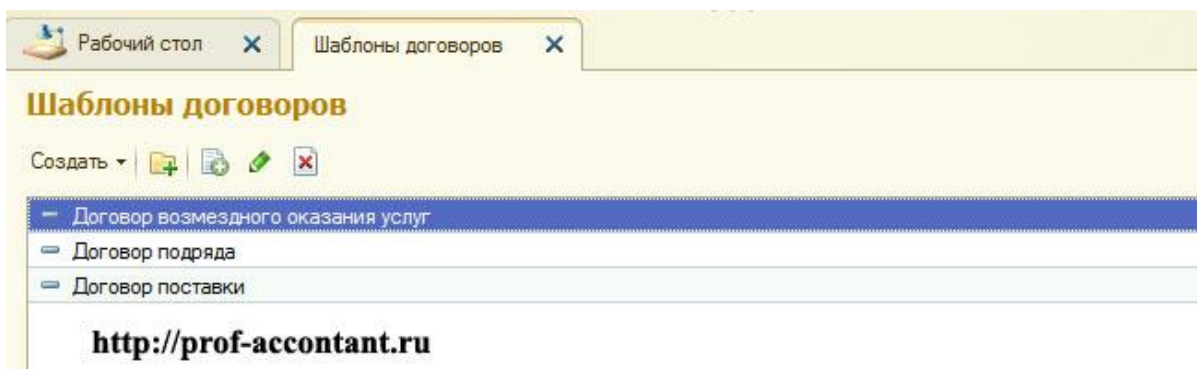 Рабочий стол
Шаблоны договоров
Шаблоны договоров
Создать
Договор возмездного оказания услуг
Договор подряда
Договор поставки
http://prof-accontant.ru